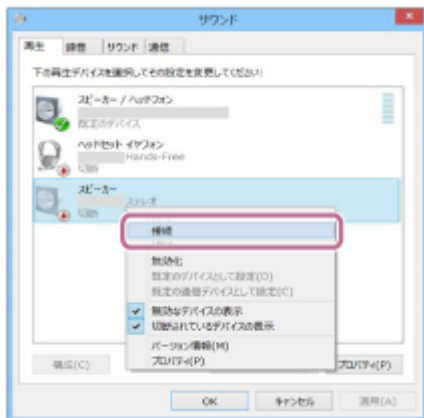 サウンド
再生 録音 サウンド 通信
下の再生デバイスを選択してその設定を変更してください:
スピーカー / ヘッドフォン
既定のデバイス
ヘッドセット イヤフォン
Hands-Free
切断
スピーカー
ステレオ
切断
接続
無効化
既定のデバイスとして設定(D)
既定の通信デバイスとして設定(C)
無効なデバイスの表示
切断されているデバイスの表示
バージョン情報(M)
プロパティ(P)
構成(C)
プロパティ(P)
OK キャンセル 適用(A)